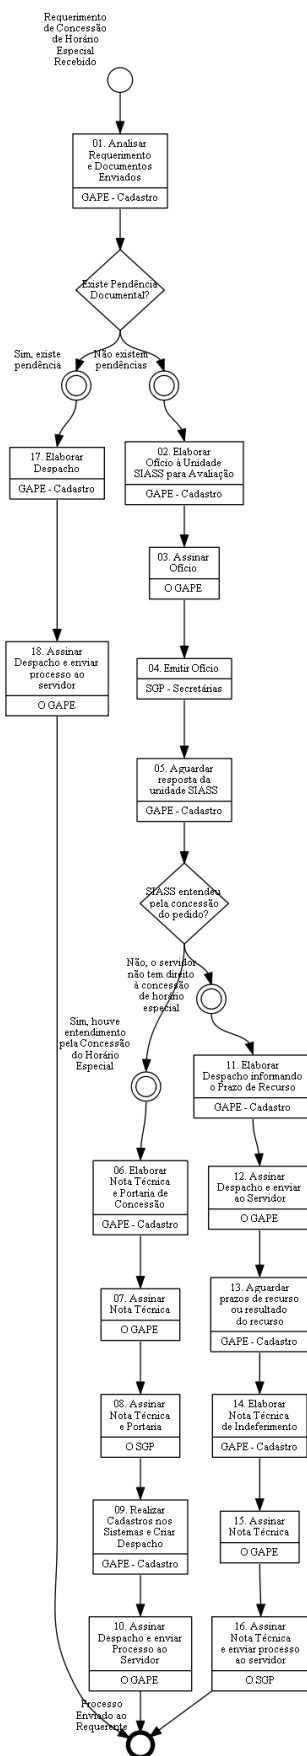 Requerimento
de Concessão
de Horário
Especial
Recebido
01. Analisar
Requerimento
e Documentos
Enviados
GAPE - Cadastro
Existe Pendência
Documental?
Sim, existe
pendência
Não existem
pendências
17. Elaborar
Despacho
GAPE - Cadastro
02. Elaborar
Ofício à Unidade
SIASS para Avaliação
GAPE - Cadastro
03. Assinar
Ofício
O GAPE
18. Assinar
Despacho e enviar
processo ao
servidor
O GAPE
04. Emitir Ofício
SGP - Secretárias
05. Aguardar
resposta da
unidade SIASS
GAPE - Cadastro
SIASS entendeu
pela concessão
do pedido?
Não, o servidor
não tem direito
à concessão
de horário
especial
Sim, houve
entendimento
pela Concessão
do Horário
Especial
11. Elaborar
Despacho informando
o Prazo de Recurso
GAPE - Cadastro
06. Elaborar
Nota Técnica
e Portaria de
Concessão
GAPE - Cadastro
12. Assinar
Despacho e enviar
ao Servidor
O GAPE
07. Assinar
Nota Técnica
O GAPE
13. Aguardar
prazos de recurso
ou resultado
do recurso
GAPE - Cadastro
08. Assinar
Nota Técnica
e Portaria
O SGP
14. Elaborar
Nota Técnica
de Indeferimento
GAPE - Cadastro
09. Realizar
Cadastros nos
Sistemas e Criar
Despacho
GAPE - Cadastro
15. Assinar
Nota Técnica
O GAPE
10. Assinar
Despacho e enviar
Processo ao
Servidor
O GAPE
16. Assinar
Nota Técnica
e enviar processo
ao servidor
O SGP
Processo
Enviado ao
Requerente